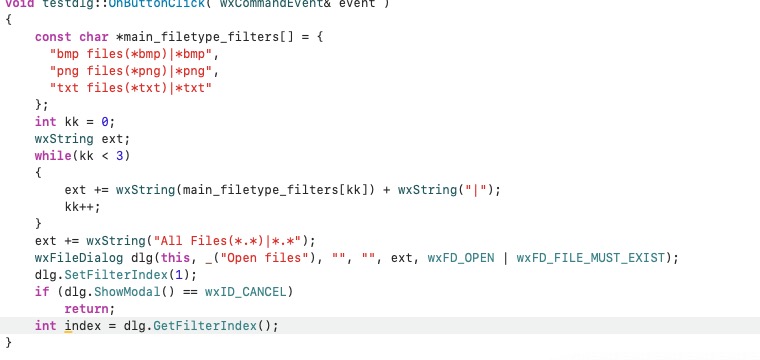 void testdlg::OnButtonClick( wxCommandEvent& event )
{
    const char *main_filetype_filters[] = {
      "bmp files(*bmp)|*bmp",
      "png files(*png)|*png",
      "txt files(*txt)|*txt"
    };
    int kk = 0;
    wxString ext;
    while(kk < 3)
    {
        ext += wxString(main_filetype_filters[kk]) + wxString("|");
        kk++;
    }
    ext += wxString("All Files(*.*)|*.*");
    wxFileDialog dlg(this, _("Open files"), "", "", ext, wxFD_OPEN | wxFD_FILE_MUST_EXIST);
    dlg.SetFilterIndex(1);
    if (dlg.ShowModal() == wxID_CANCEL)
        return;
    int index = dlg.GetFilterIndex();
}